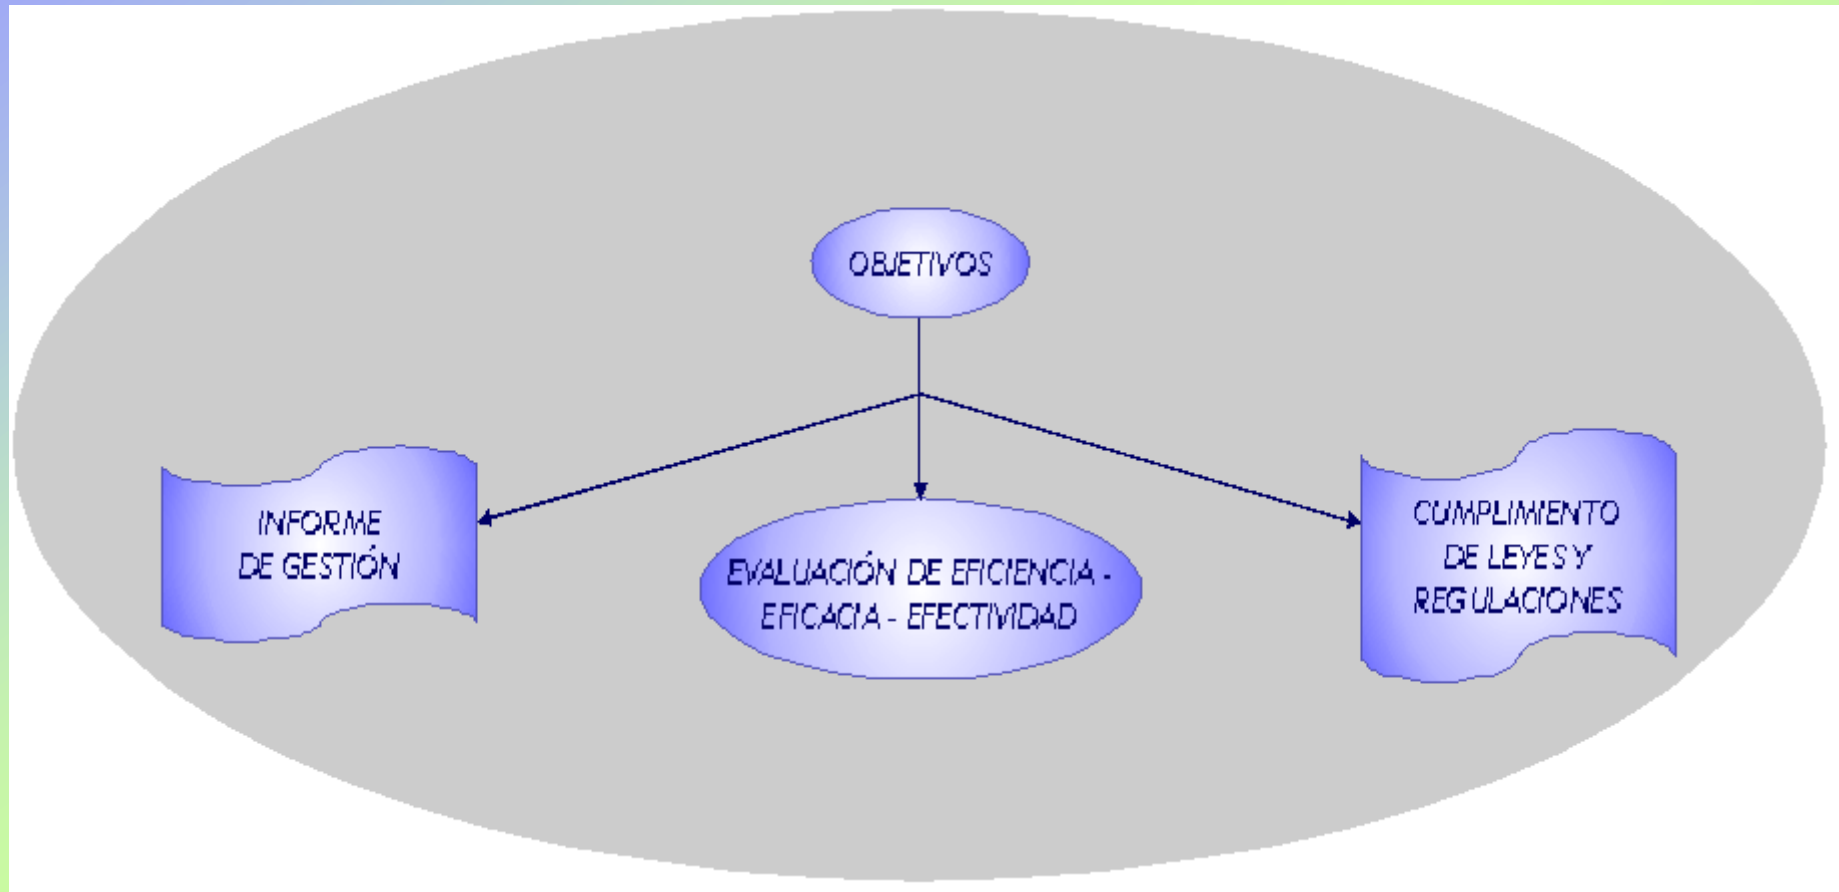 OBJETIVOS
INFORME
DE GESTIÓN
EVALUACIÓN DE EFICIENCIA -
EFICACIA - EFECTIVIDAD
CUMPLIMIENTO
DE LEYES Y
REGULACIONES